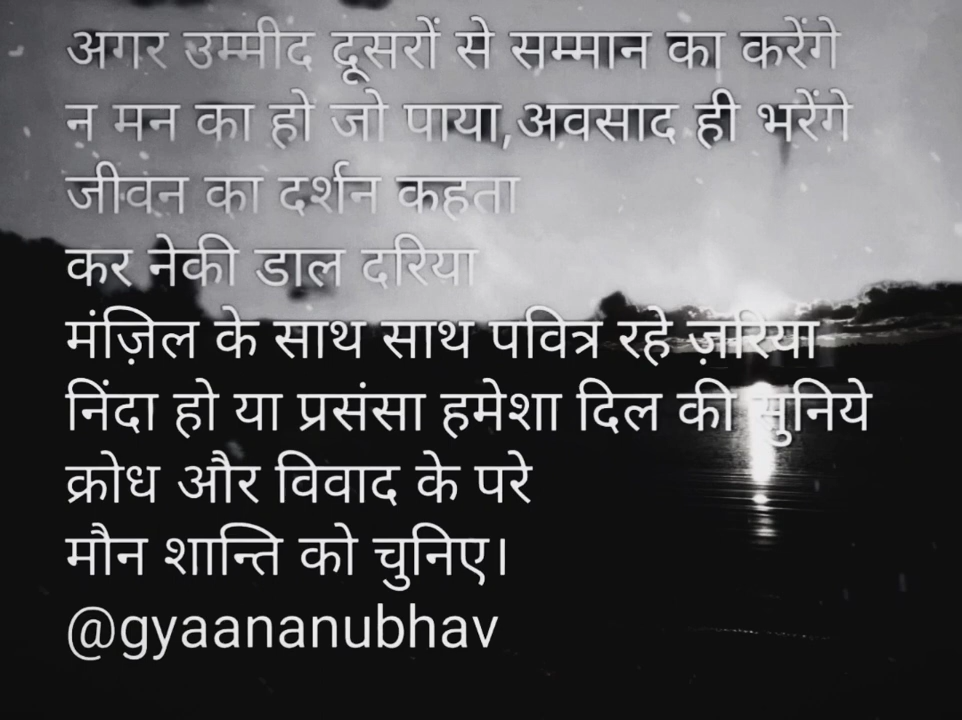 अगर उम्मीद दूसरों से सम्मान का करेंगे
न मन का हो जो पाया,अवसाद ही भरेंगे
जीवन का दर्शन कहता
कर नेकी डाल दरिया
मंज़िल के साथ साथ पवित्र रहे ज़रिया
निंदा हो या प्रसंसा हमेशा दिल की सुनिये
क्रोध और विवाद के परे
मौन शान्ति को चुनिए।
@gyaananubhav